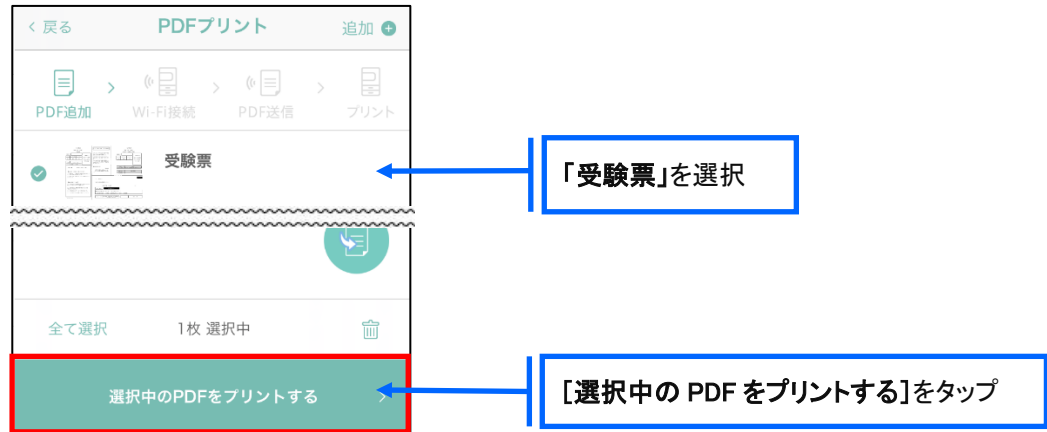 戻る PDFプリント 追加
PDF追加 Wi-Fi接続 PDF送信 プリント
受験票
「受験票」を選択
全て選択 1枚 選択中
選択中のPDFをプリントする
[選択中の PDF をプリントする]をタップ